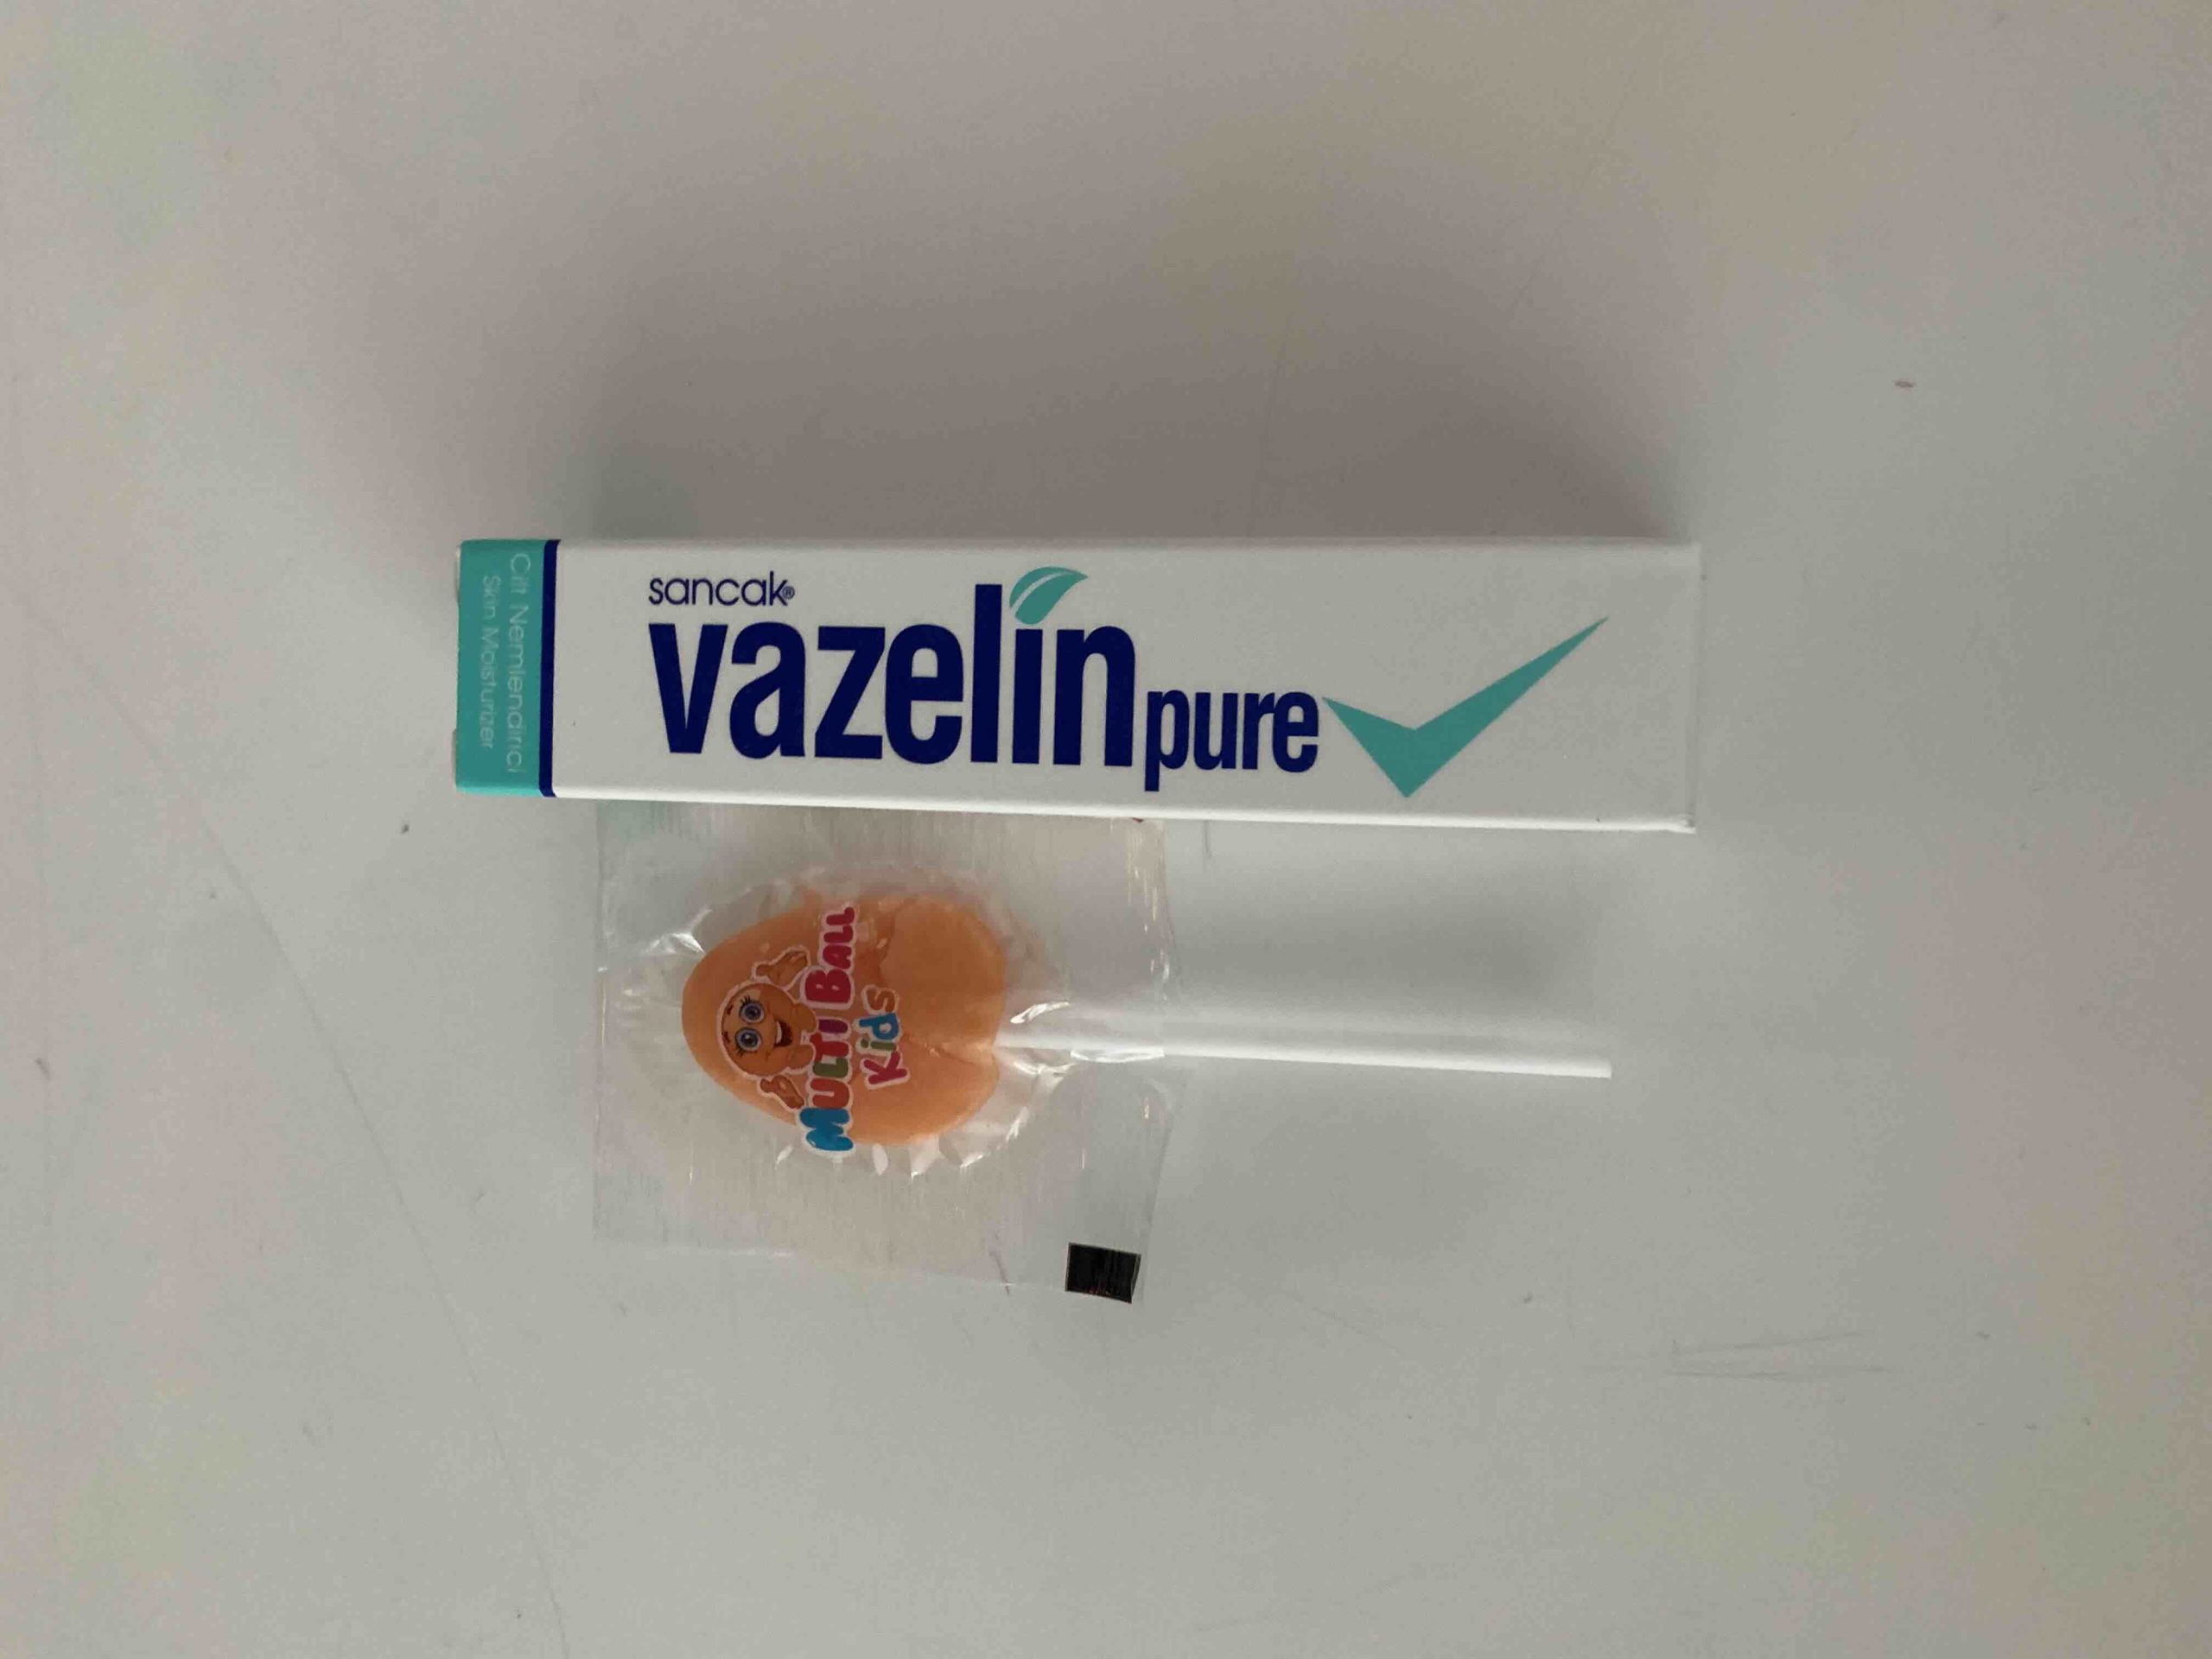 Cilt Nemlendirici
Skin Moisturizer
sancak®
vazelin pure
MULTI BALL
Kids